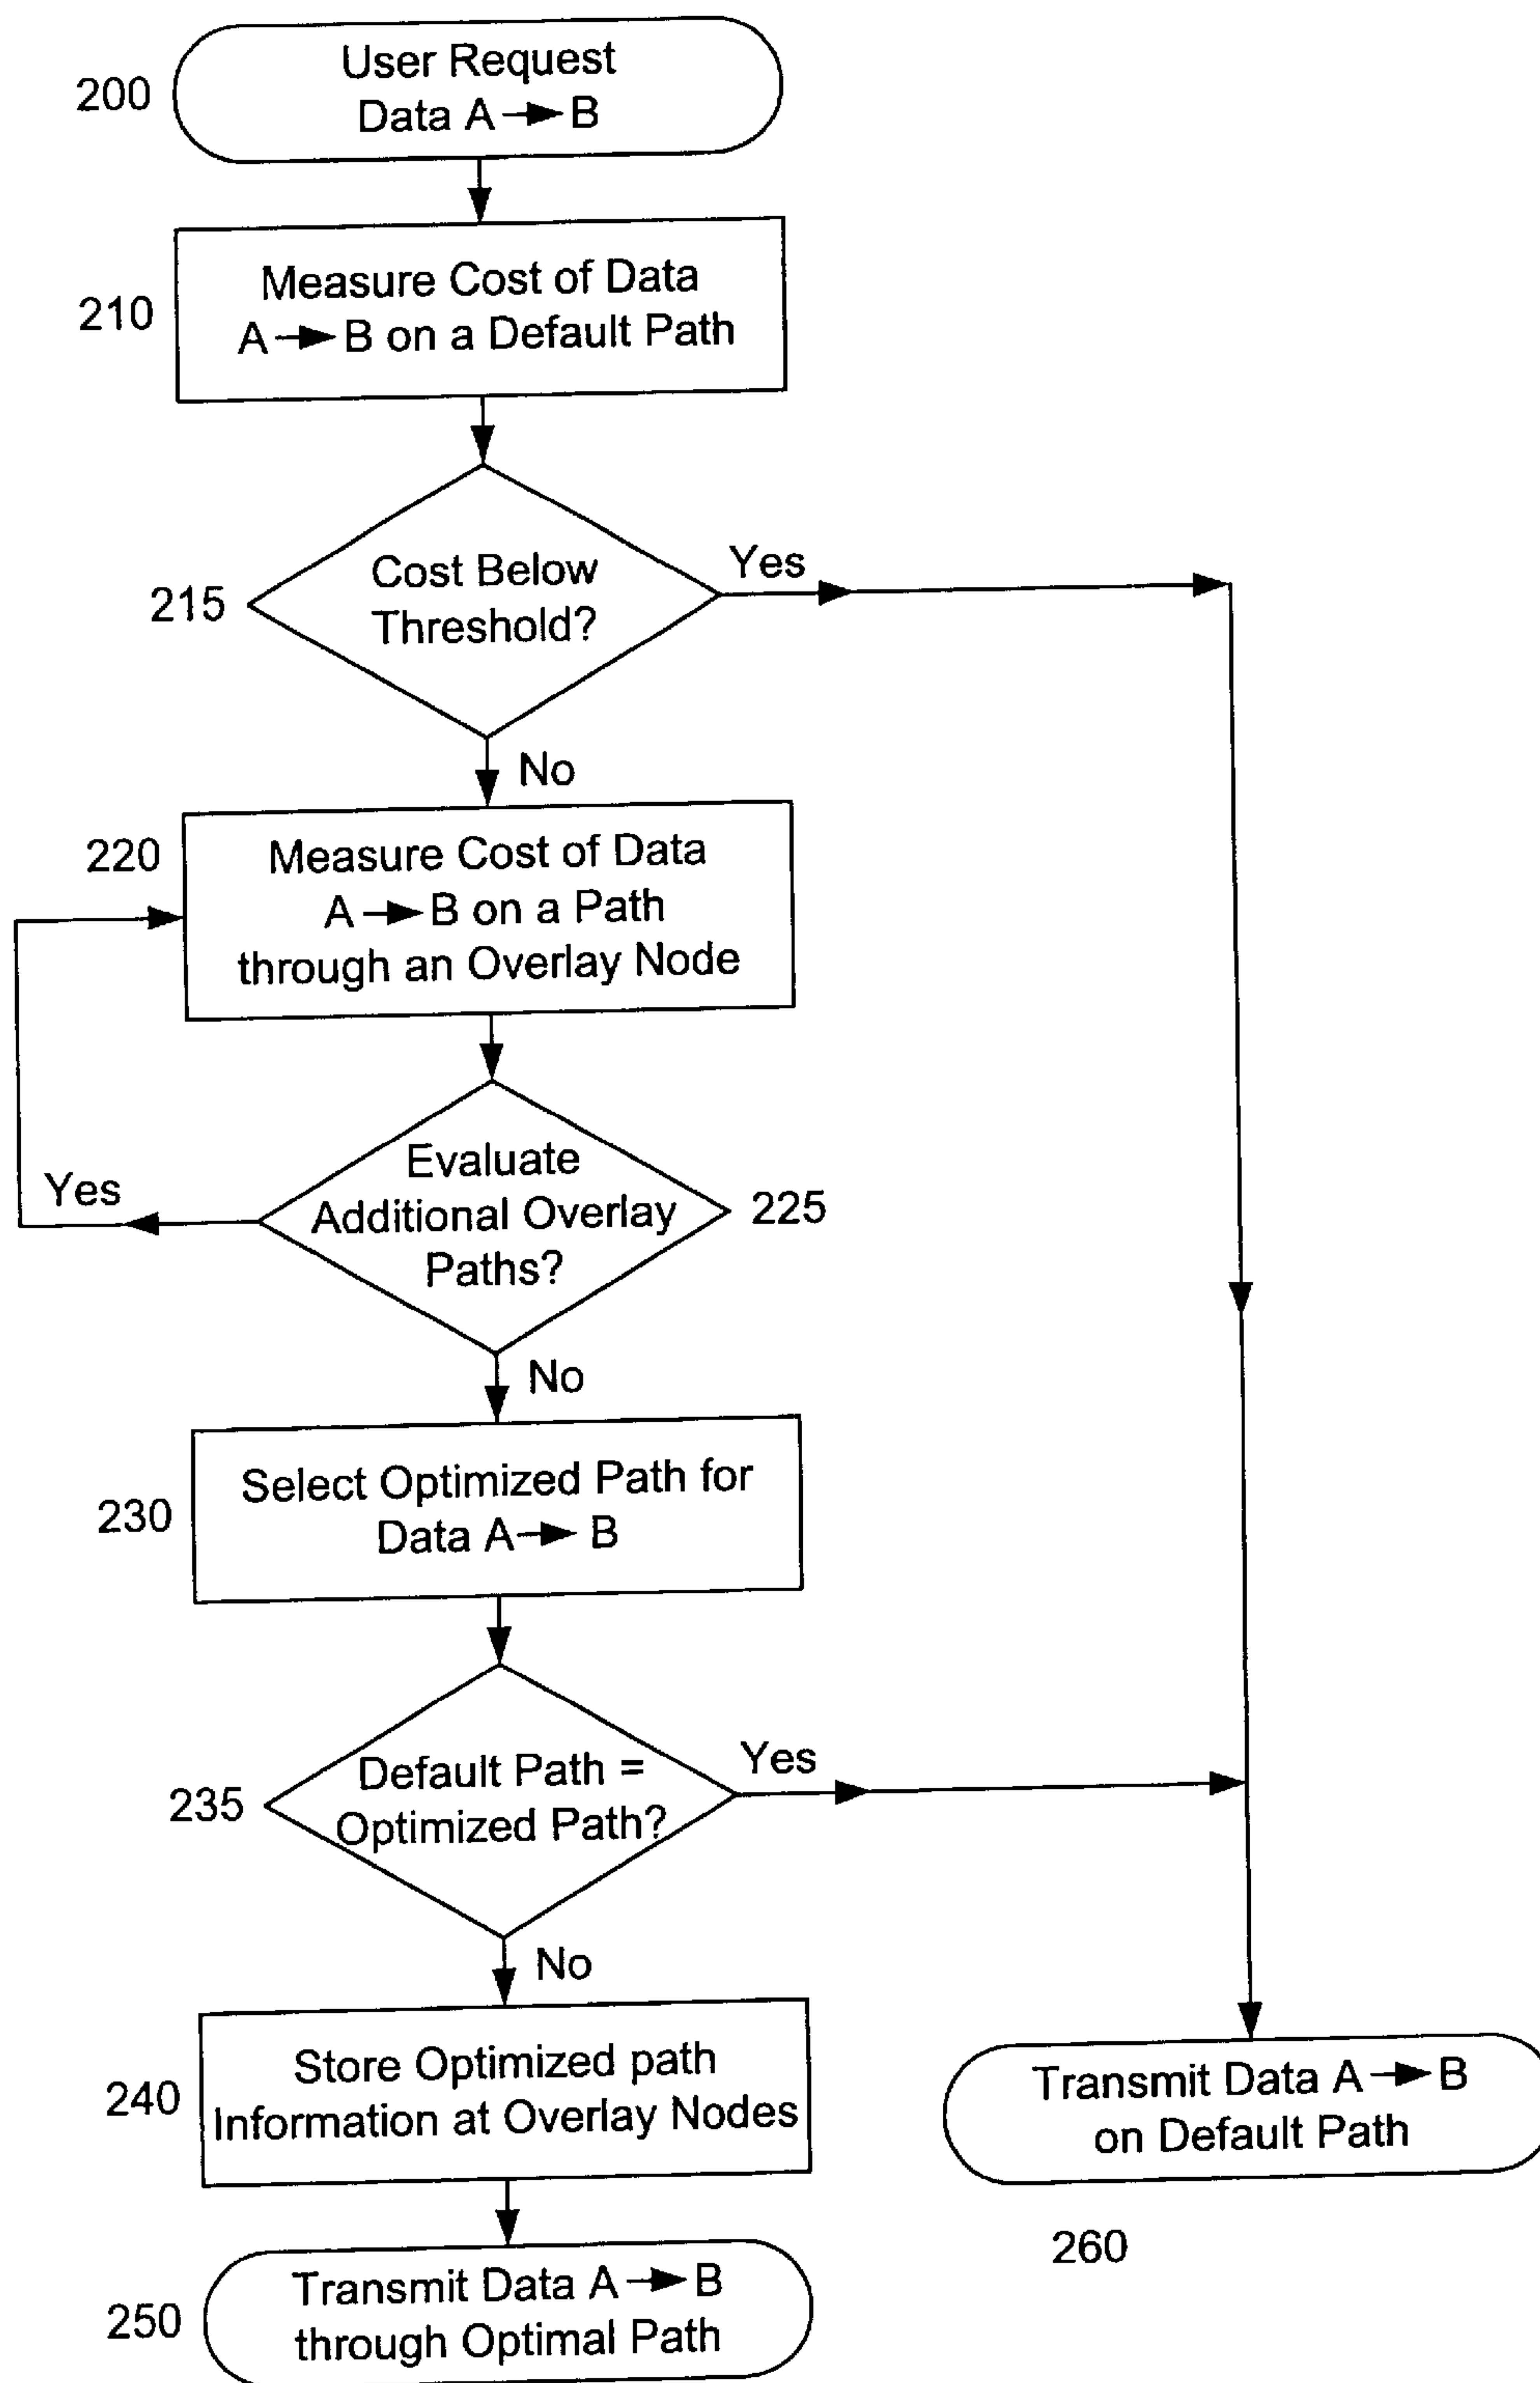 200
User Request
Data A → B
210
Measure Cost of Data
A → B on a Default Path
215
Cost Below
Threshold?
Yes
No
220
Measure Cost of Data
A → B on a Path
through an Overlay Node
Yes
Evaluate
Additional Overlay
Paths?
225
No
230
Select Optimized Path for
Data A → B
235
Default Path =
Optimized Path?
Yes
No
240
Store Optimized path
Information at Overlay Nodes
Transmit Data A → B
on Default Path
260
250
Transmit Data A → B
through Optimal Path